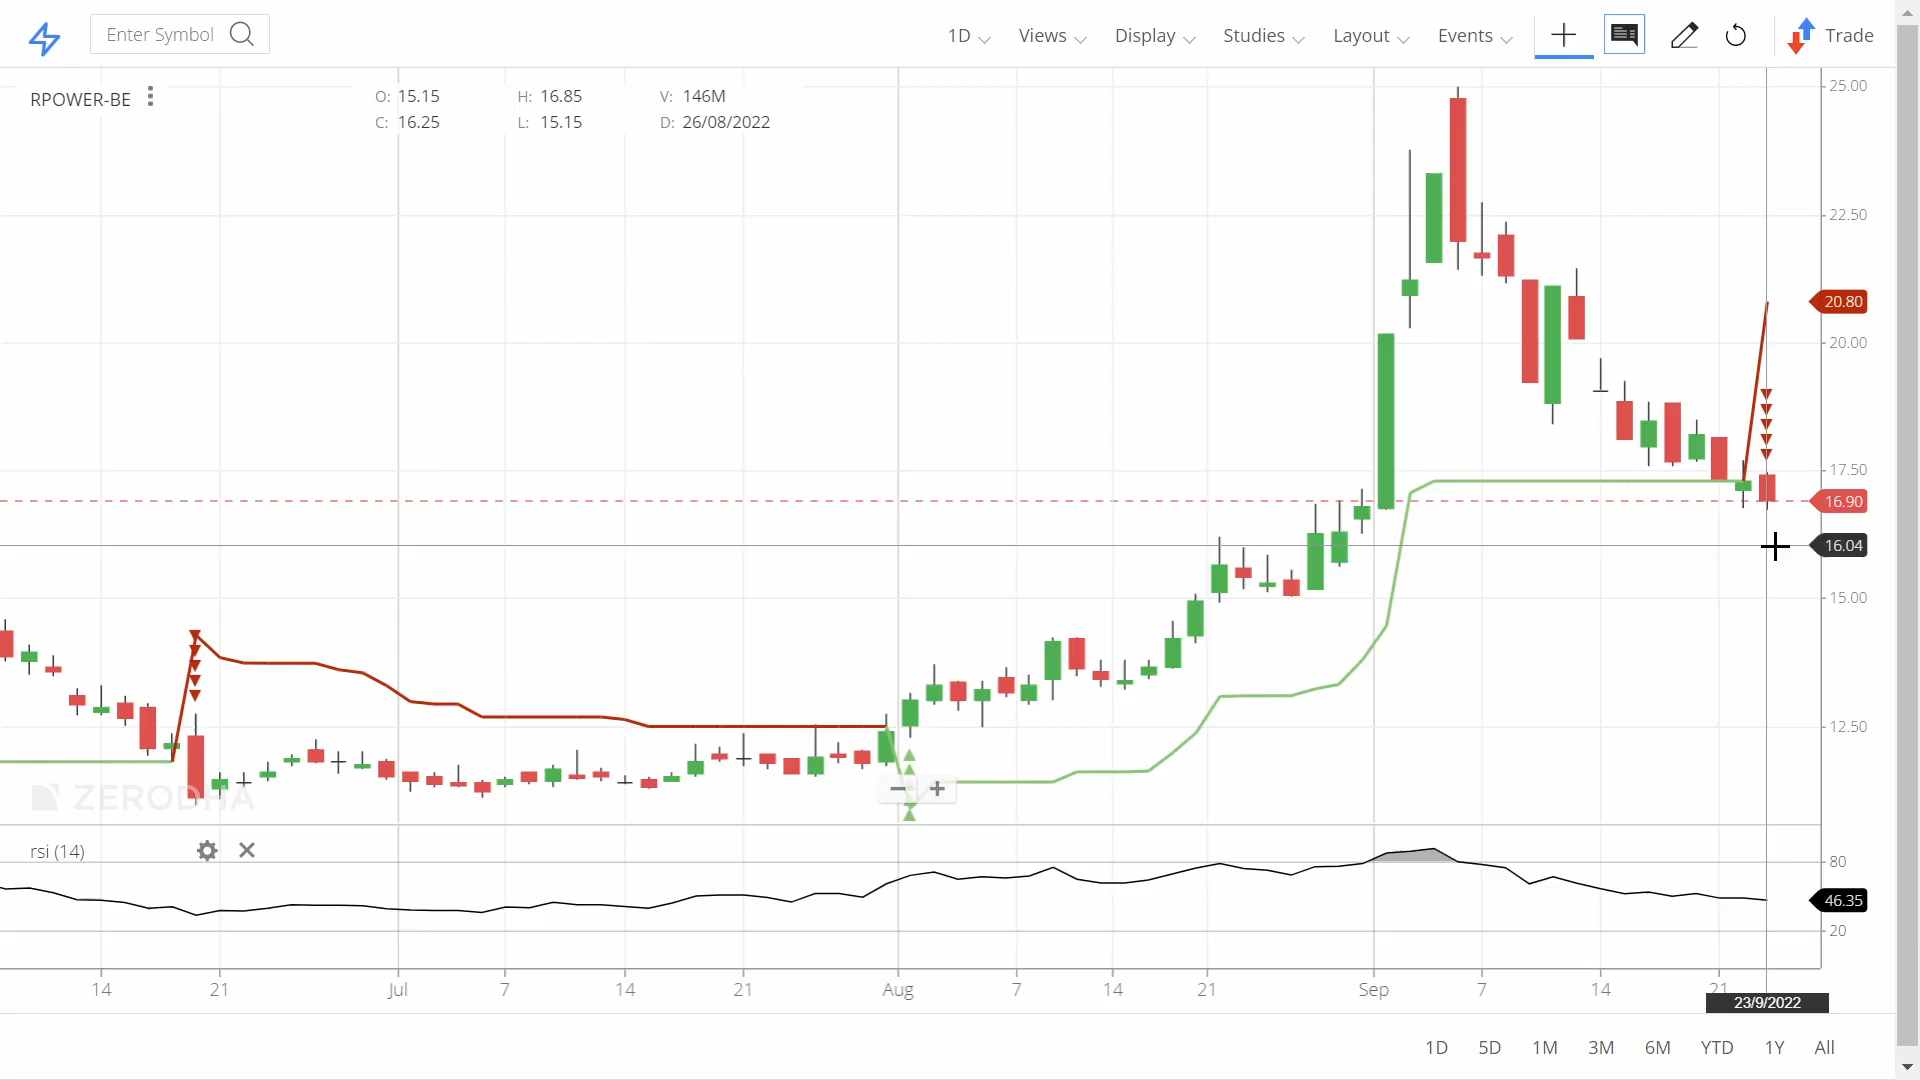 Enter Symbol
1D Views Display Studies Layout Events Trade
RPOWER-BE
O: 15.15 H: 16.85 V: 146M
C: 16.25 L: 15.15 D: 26/08/2022
25.00
22.50
20.80
20.00
17.50
16.90
16.04
15.00
12.50
ZERODHA
rsi (14)
80
46.35
20
14 21 Jul 7 14 21 Aug 7 14 21 Sep 7 14 21
23/9/2022
1D 5D 1M 3M 6M YTD 1Y All